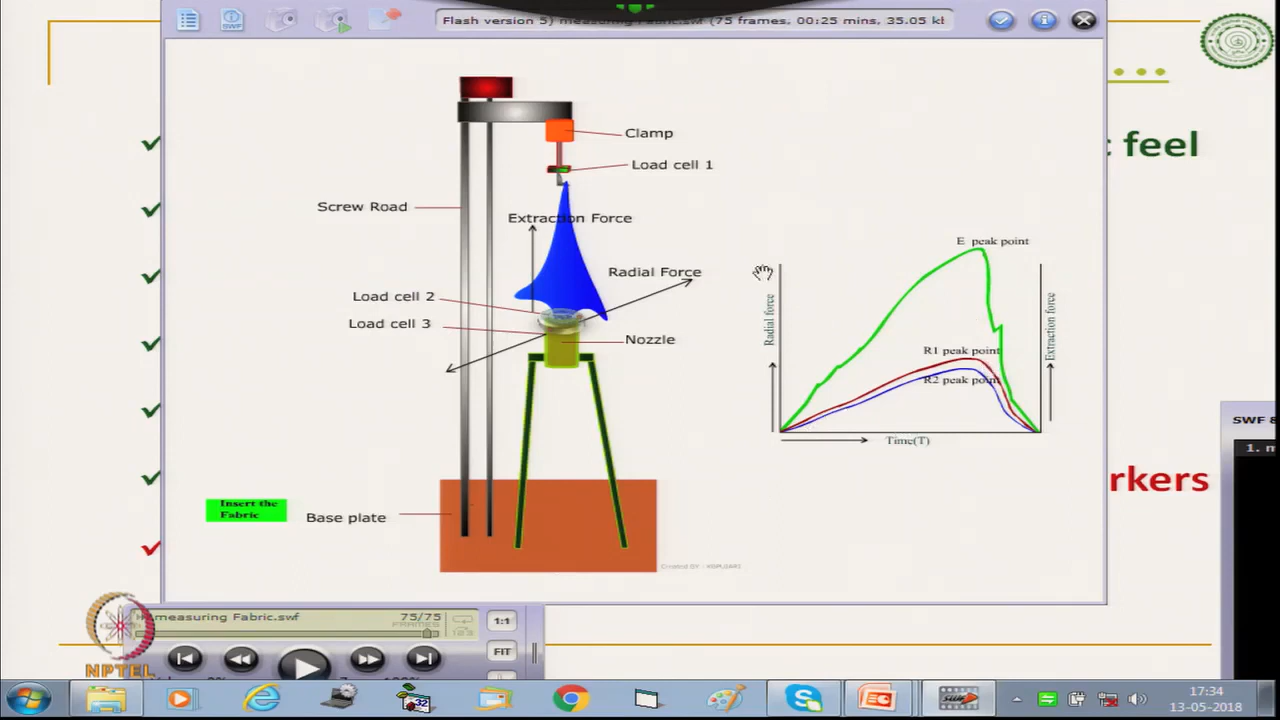 Flash version 5) measuring Fabric.swf (75 frames, 00:25 mins, 35.05 kb
feel
Clamp
Load cell 1
Screw Road
Extraction Force
Radial Force
Load cell 2
Load cell 3
Nozzle
E peak point
R1 peak point
R2 peak point
Radial force
Extraction force
Time(T)
Insert the
Fabric
Base plate
rkers
SWF &
1. m
measuring Fabric.swf
75/75
FRAMES
1:1
FIT
NPTEL
17:34
13-05-2018